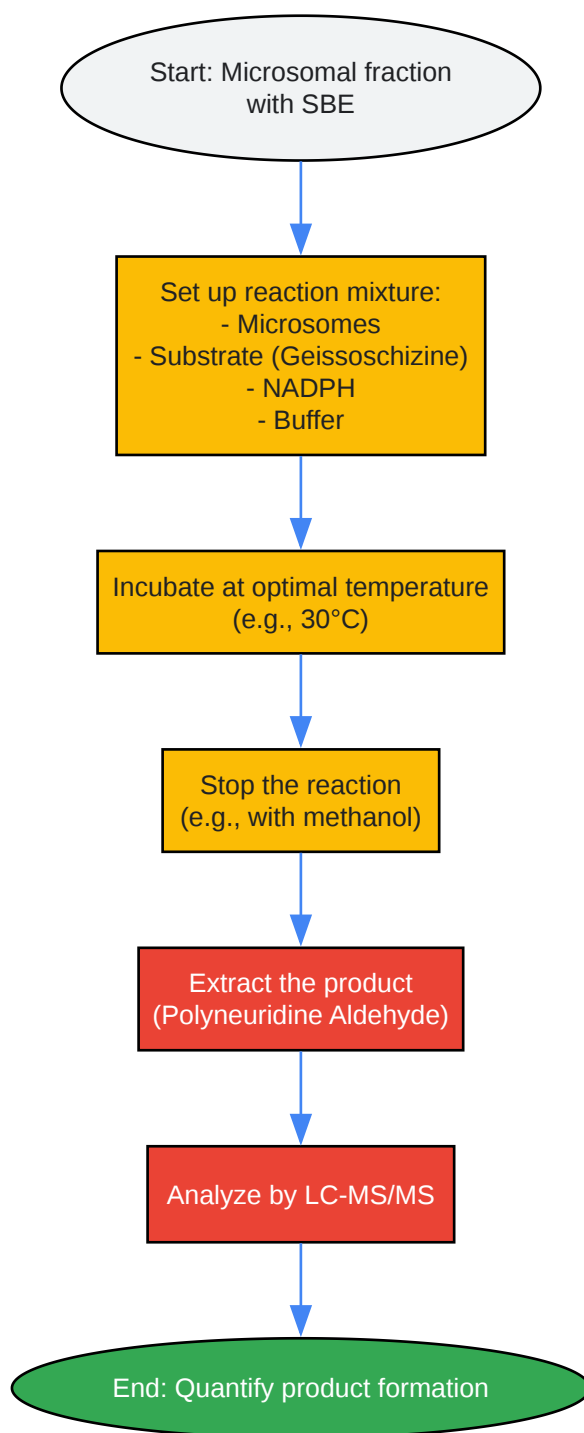 Start: Microsomal fraction
with SBE
Set up reaction mixture:
- Microsomes
- Substrate (Geissoschizine)
- NADPH
- Buffer
Incubate at optimal temperature
(e.g., 30°C)
Stop the reaction
(e.g., with methanol)
Extract the product
(Polyneuridine Aldehyde)
Analyze by LC-MS/MS
End: Quantify product formation